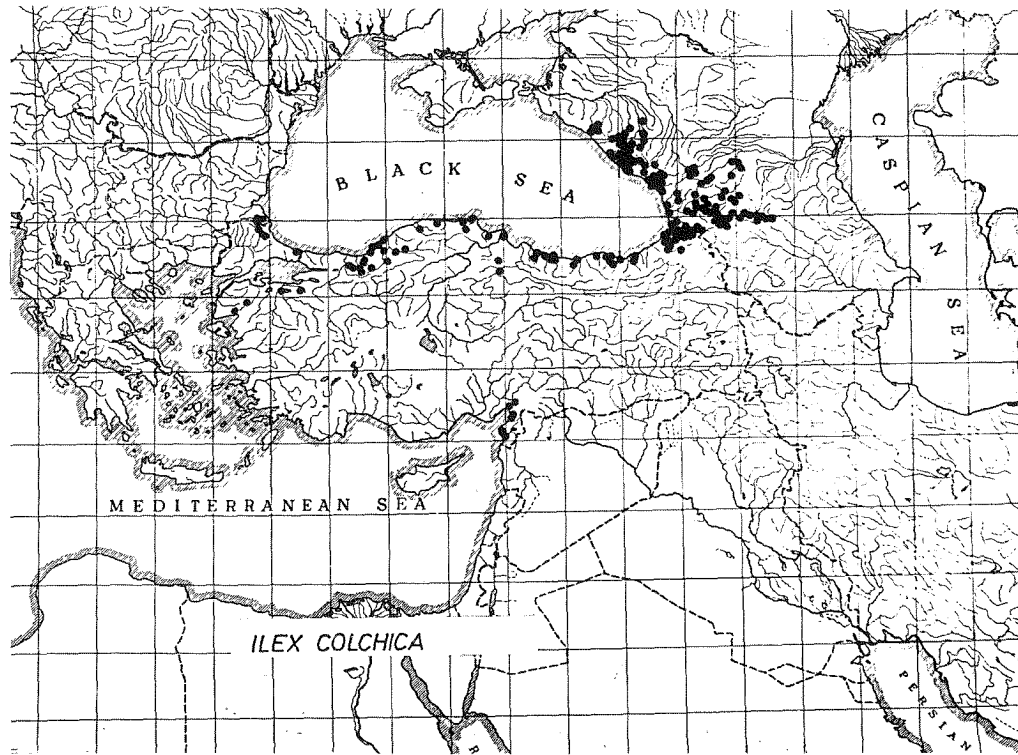 BLACK SEA
CASPIAN SEA
MEDITERRANEAN SEA
ILEX COLCHICA
PERSIAN
R